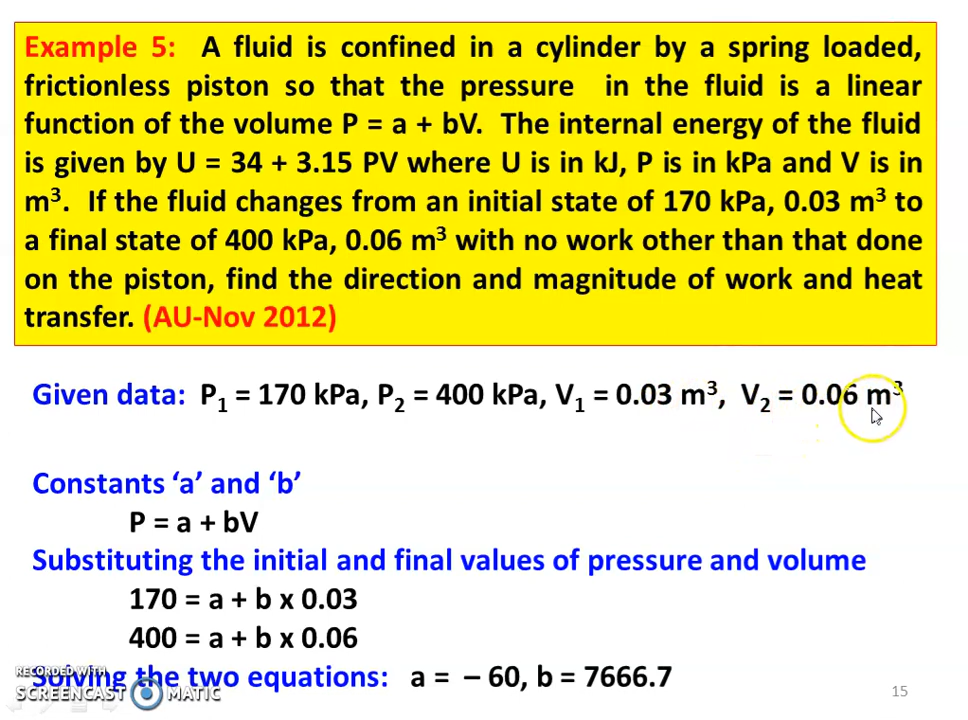 Example 5: A fluid is confined in a cylinder by a spring loaded,
frictionless piston so that the pressure in the fluid is a linear
function of the volume P = a + bV. The internal energy of the fluid
is given by U = 34 + 3.15 PV where U is in kJ, P is in kPa and V is in
m³. If the fluid changes from an initial state of 170 kPa, 0.03 m³ to
a final state of 400 kPa, 0.06 m³ with no work other than that done
on the piston, find the direction and magnitude of work and heat
transfer. (AU-Nov 2012)
Given data: P₁ = 170 kPa, P₂ = 400 kPa, V₁ = 0.03 m³, V₂ = 0.06 m³
Constants ‘a’ and ‘b’
P = a + bV
Substituting the initial and final values of pressure and volume
170 = a + b x 0.03
400 = a + b x 0.06
Solving the two equations: a = – 60, b = 7666.7
RECORDED WITH
SCREENCAST MATIC
15